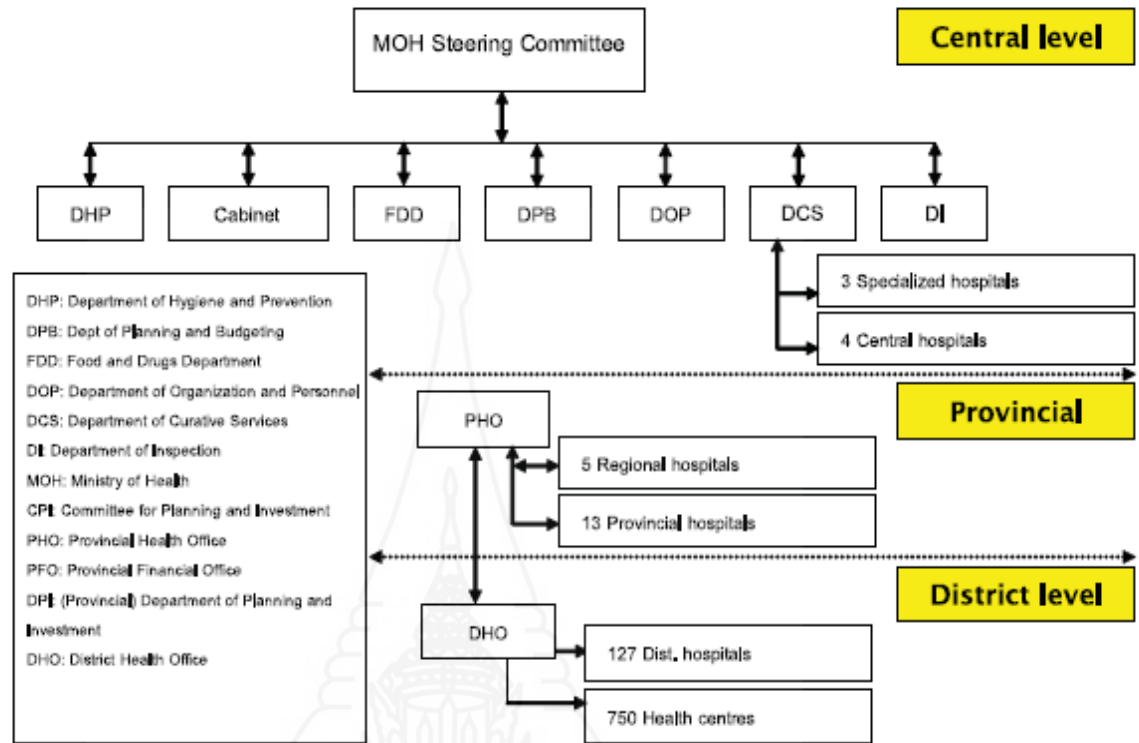 MOH Steering Committee
Central level
DHP
Cabinet
FDD
DPB
DOP
DCS
DI
3 Specialized hospitals
4 Central hospitals
DHP: Department of Hygiene and Prevention
DPB: Dept of Planning and Budgeting
FDD: Food and Drugs Department
DOP: Department of Organization and Personnel
DCS: Department of Curative Services
DI: Department of Inspection
MOH: Ministry of Health
CPI: Committee for Planning and Investment
PHO: Provincial Health Office
PFO: Provincial Financial Office
DPI: (Provincial) Department of Planning and
Investment
DHO: District Health Office
Provincial
PHO
5 Regional hospitals
13 Provincial hospitals
District level
DHO
127 Dist. hospitals
750 Health centres